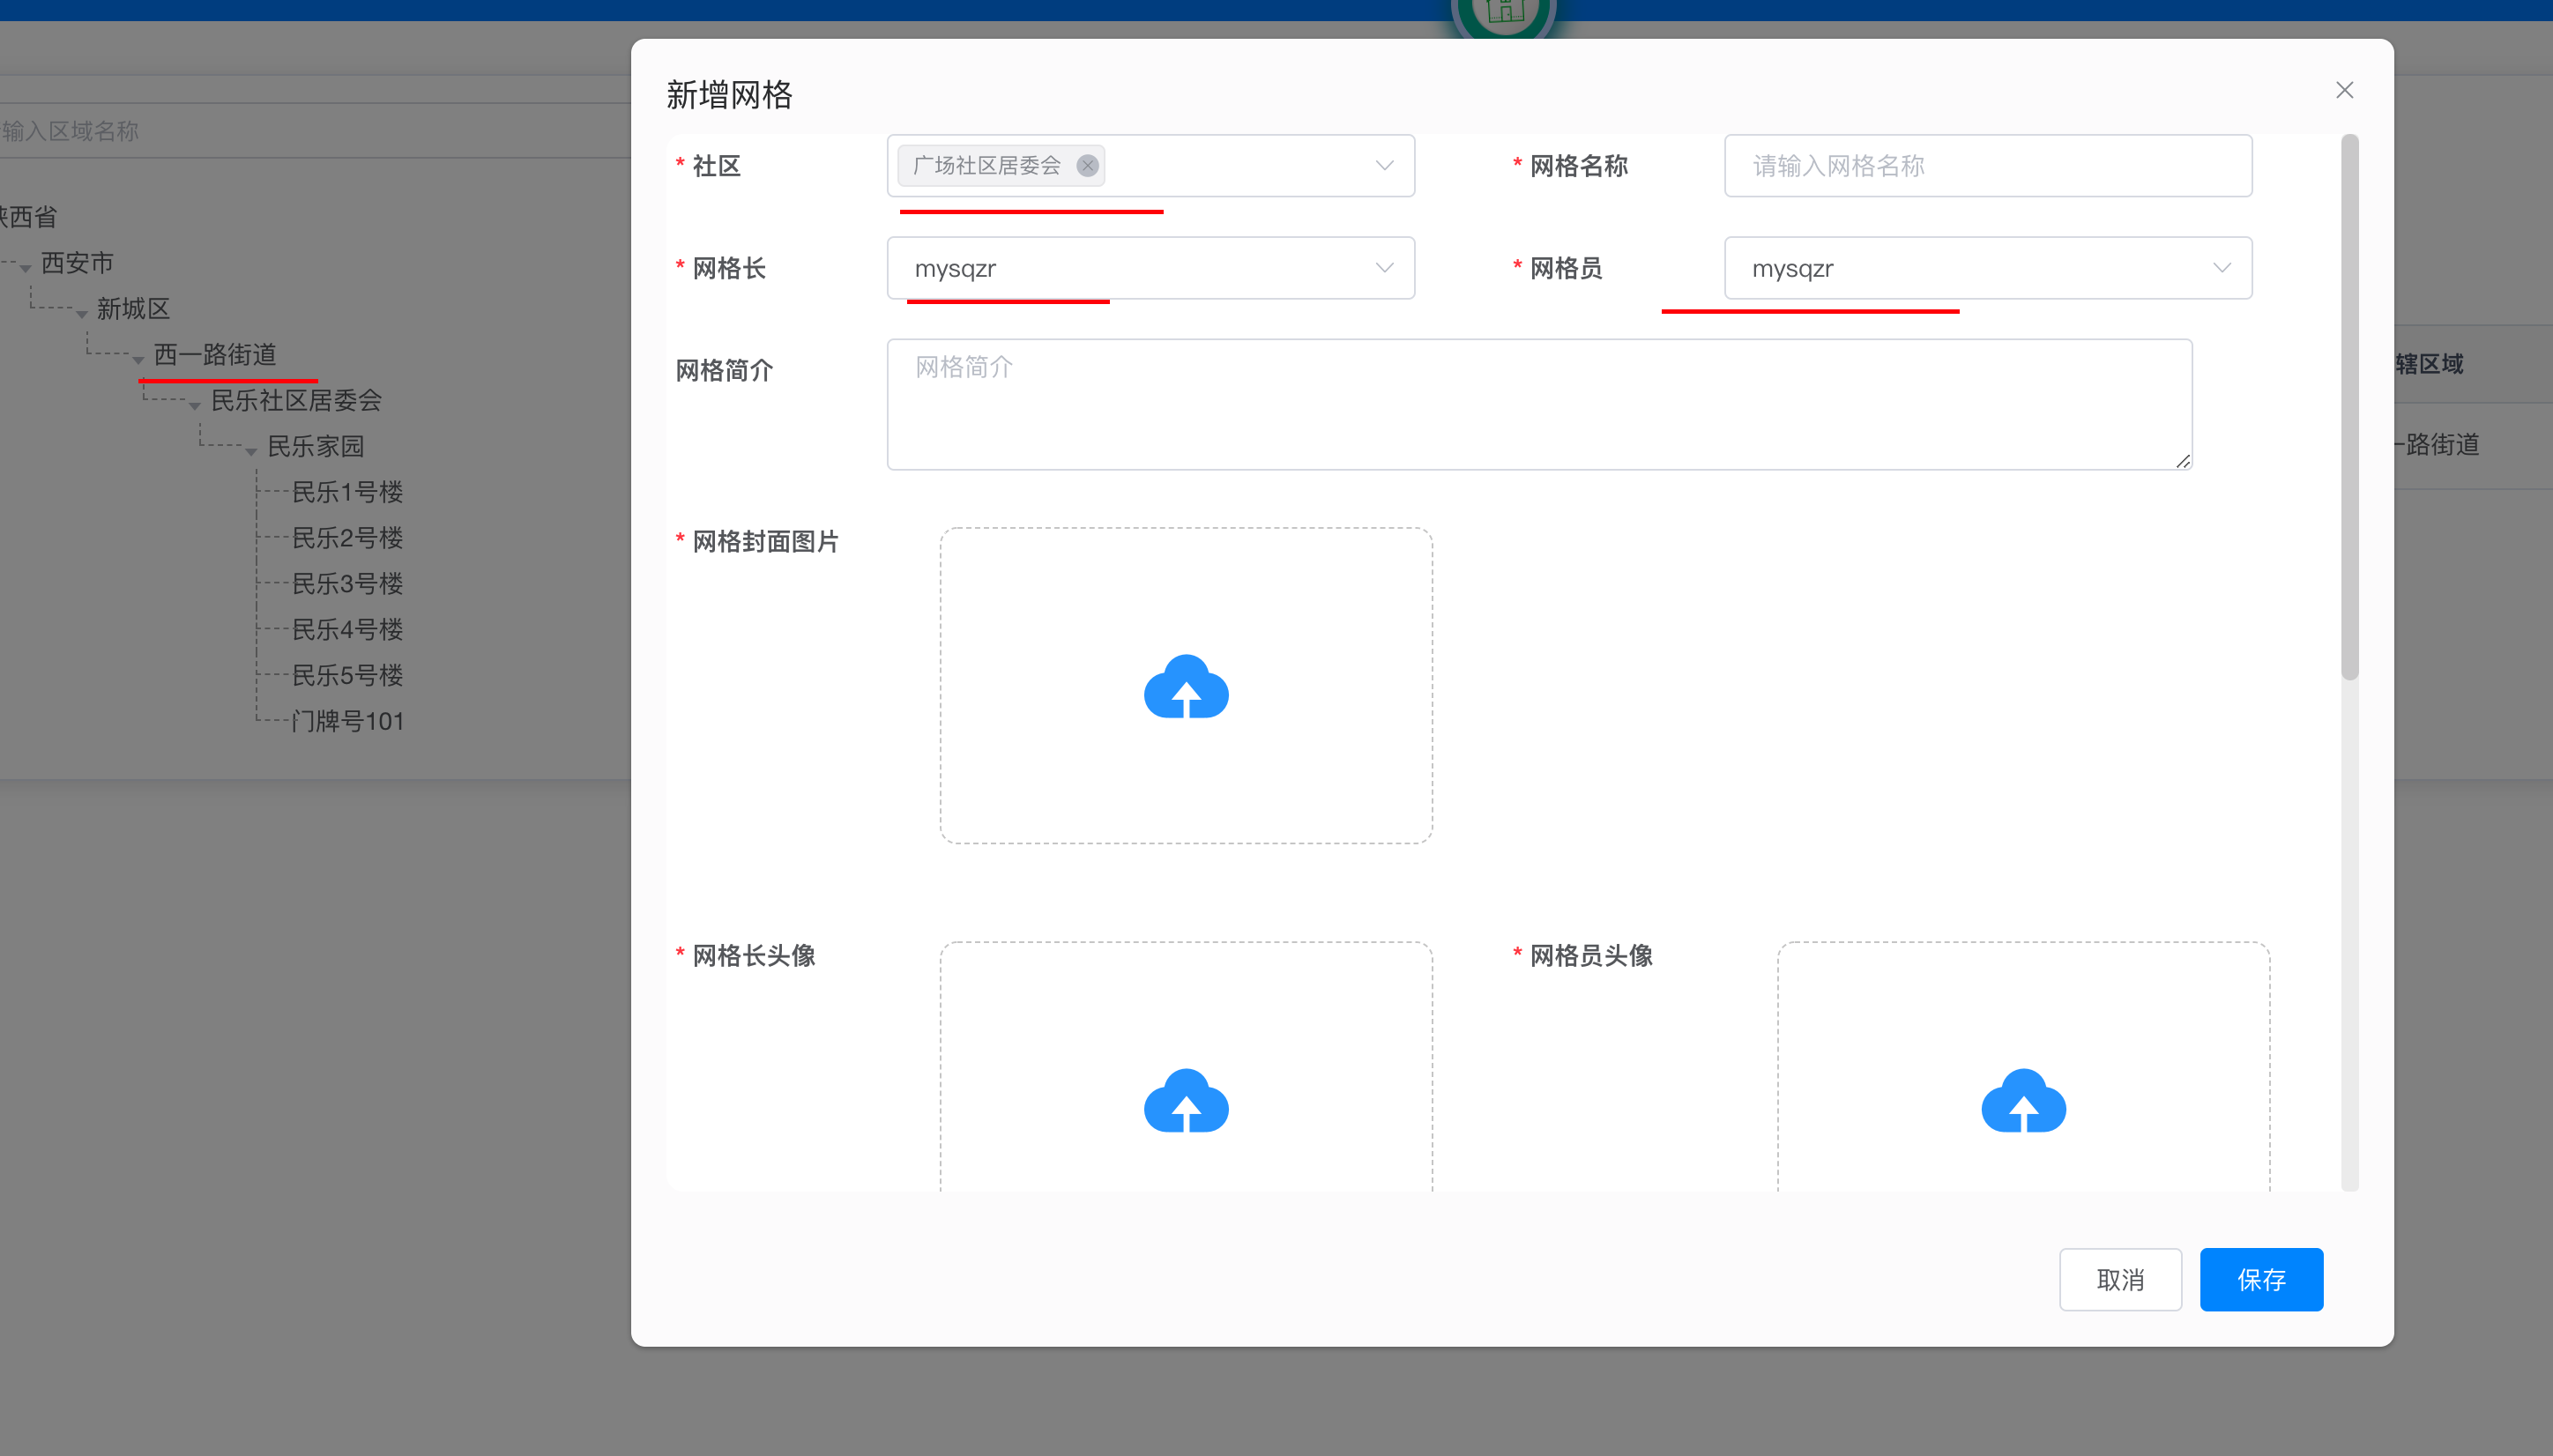 输入区域名称
陕西省
西安市
新城区
西一路街道
民乐社区居委会
民乐家园
民乐1号楼
民乐2号楼
民乐3号楼
民乐4号楼
民乐5号楼
门牌号101
新增网格
* 社区
广场社区居委会
* 网格名称
请输入网格名称
* 网格长
mysqzr
* 网格员
mysqzr
网格简介
网格简介
* 网格封面图片
* 网格长头像
* 网格员头像
取消
保存
辖区域
一路街道